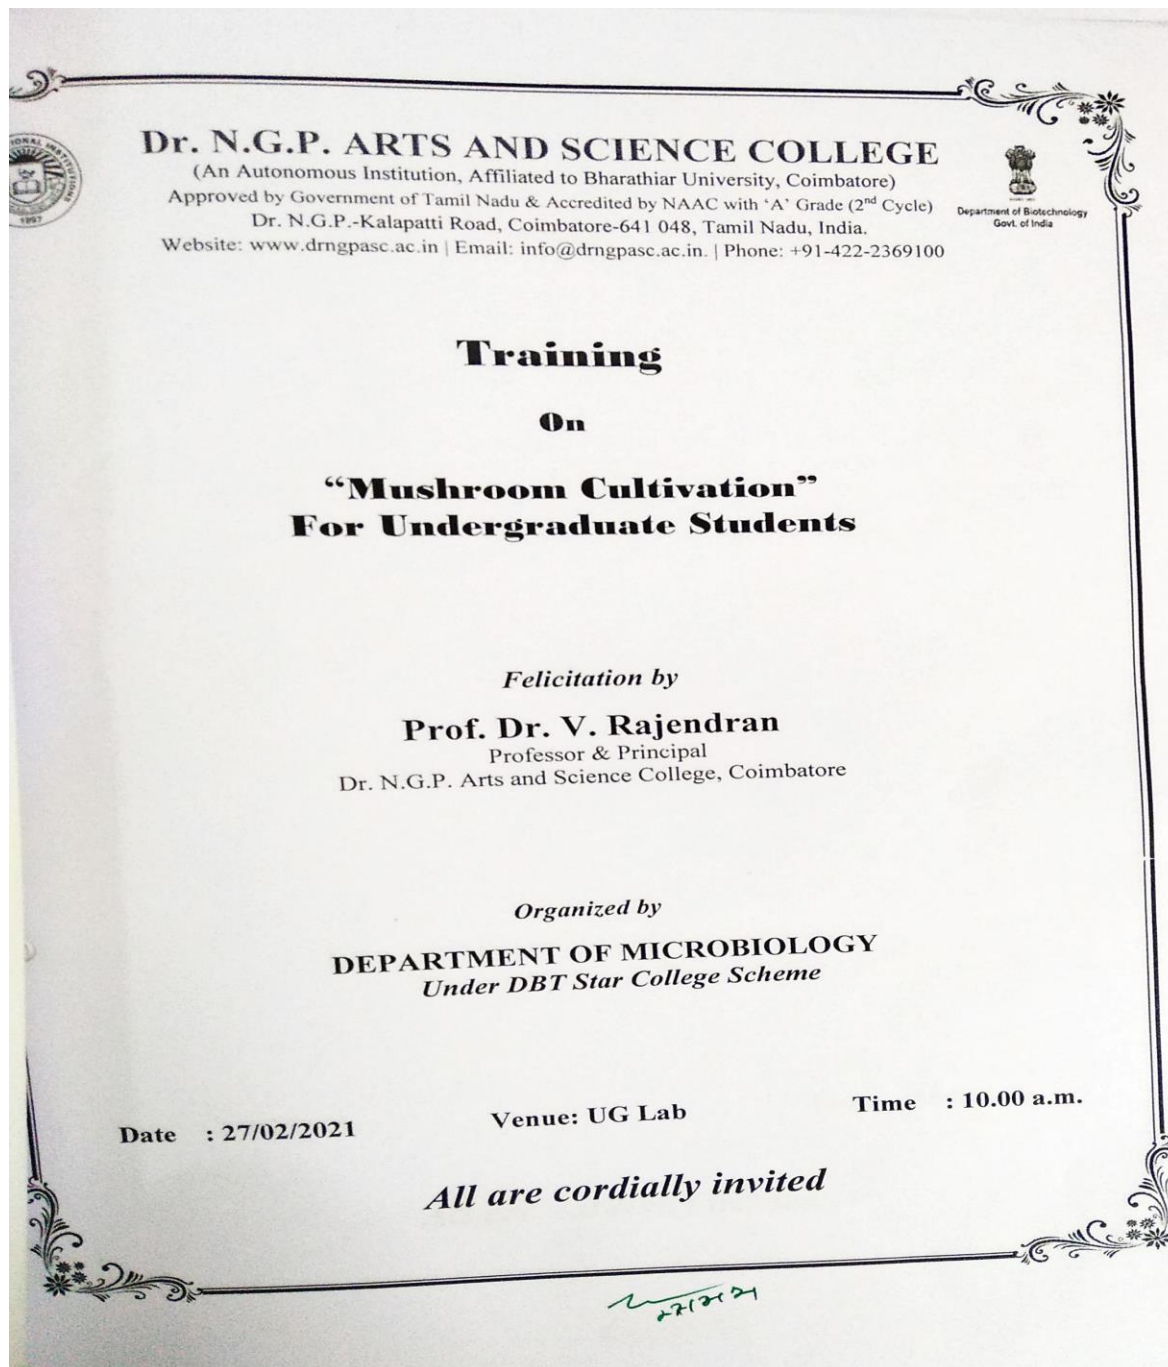 Dr. N.G.P. ARTS AND SCIENCE COLLEGE
(An Autonomous Institution, Affiliated to Bharathiar University, Coimbatore)
Approved by Government of Tamil Nadu & Accredited by NAAC with ‘A’ Grade (2nd Cycle)
Dr. N.G.P.-Kalapatti Road, Coimbatore-641 048, Tamil Nadu, India.
Website: www.drngpasc.ac.in | Email: info@drngpasc.ac.in. | Phone: +91-422-2369100
1997
Department of Biotechnology
Govt. of India
Training
On
“Mushroom Cultivation”
For Undergraduate Students
Felicitation by
Prof. Dr. V. Rajendran
Professor & Principal
Dr. N.G.P. Arts and Science College, Coimbatore
Organized by
DEPARTMENT OF MICROBIOLOGY
Under DBT Star College Scheme
Date : 27/02/2021 Venue: UG Lab Time : 10.00 a.m.
All are cordially invited